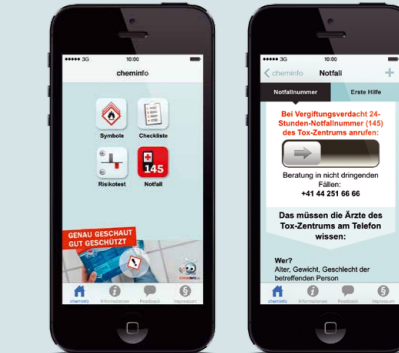 3G 10:00
cheminfo
Symbole
Checkliste
Risikotest
145
Notfall
GENAU GESCHAUT
GUT GESCHÜTZT
cheminfo
Feedback
3G 10:00
cheminfo
Notfall
Notfallnummer
Erste Hilfe
Bei Vergiftungsverdacht 24-
Stunden-Notfallnummer (145)
des Tox-Zentrums anrufen:
Beratung in nicht dringenden
Fällen:
+41 44 251 66 66
Das müssen die Ärzte des
Tox-Zentrums am Telefon
wissen:
Wer?
Alter, Gewicht, Geschlecht der
betreffenden Person
cheminfo
Feedback